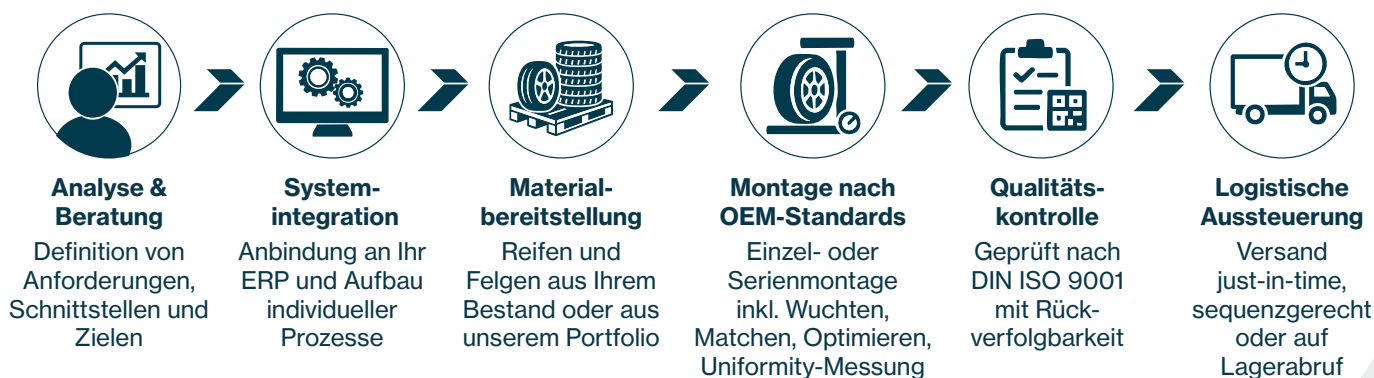 Analyse &
Beratung
Definition von
Anforderungen,
Schnittstellen und
Zielen
System-
integration
Anbindung an Ihr
ERP und Aufbau
individueller
Prozesse
Material-
bereitstellung
Reifen und
Felgen aus Ihrem
Bestand oder aus
unserem Portfolio
Montage nach
OEM-Standards
Einzel- oder
Serienmontage
inkl. Wuchten,
Matchen, Optimieren,
Uniformity-Messung
Qualitäts-
kontrolle
Geprüft nach
DIN ISO 9001
mit Rück-
verfolgbarkeit
Logistische
Aussteuerung
Versand
just-in-time,
sequenzgerecht
oder auf
Lagerabruf